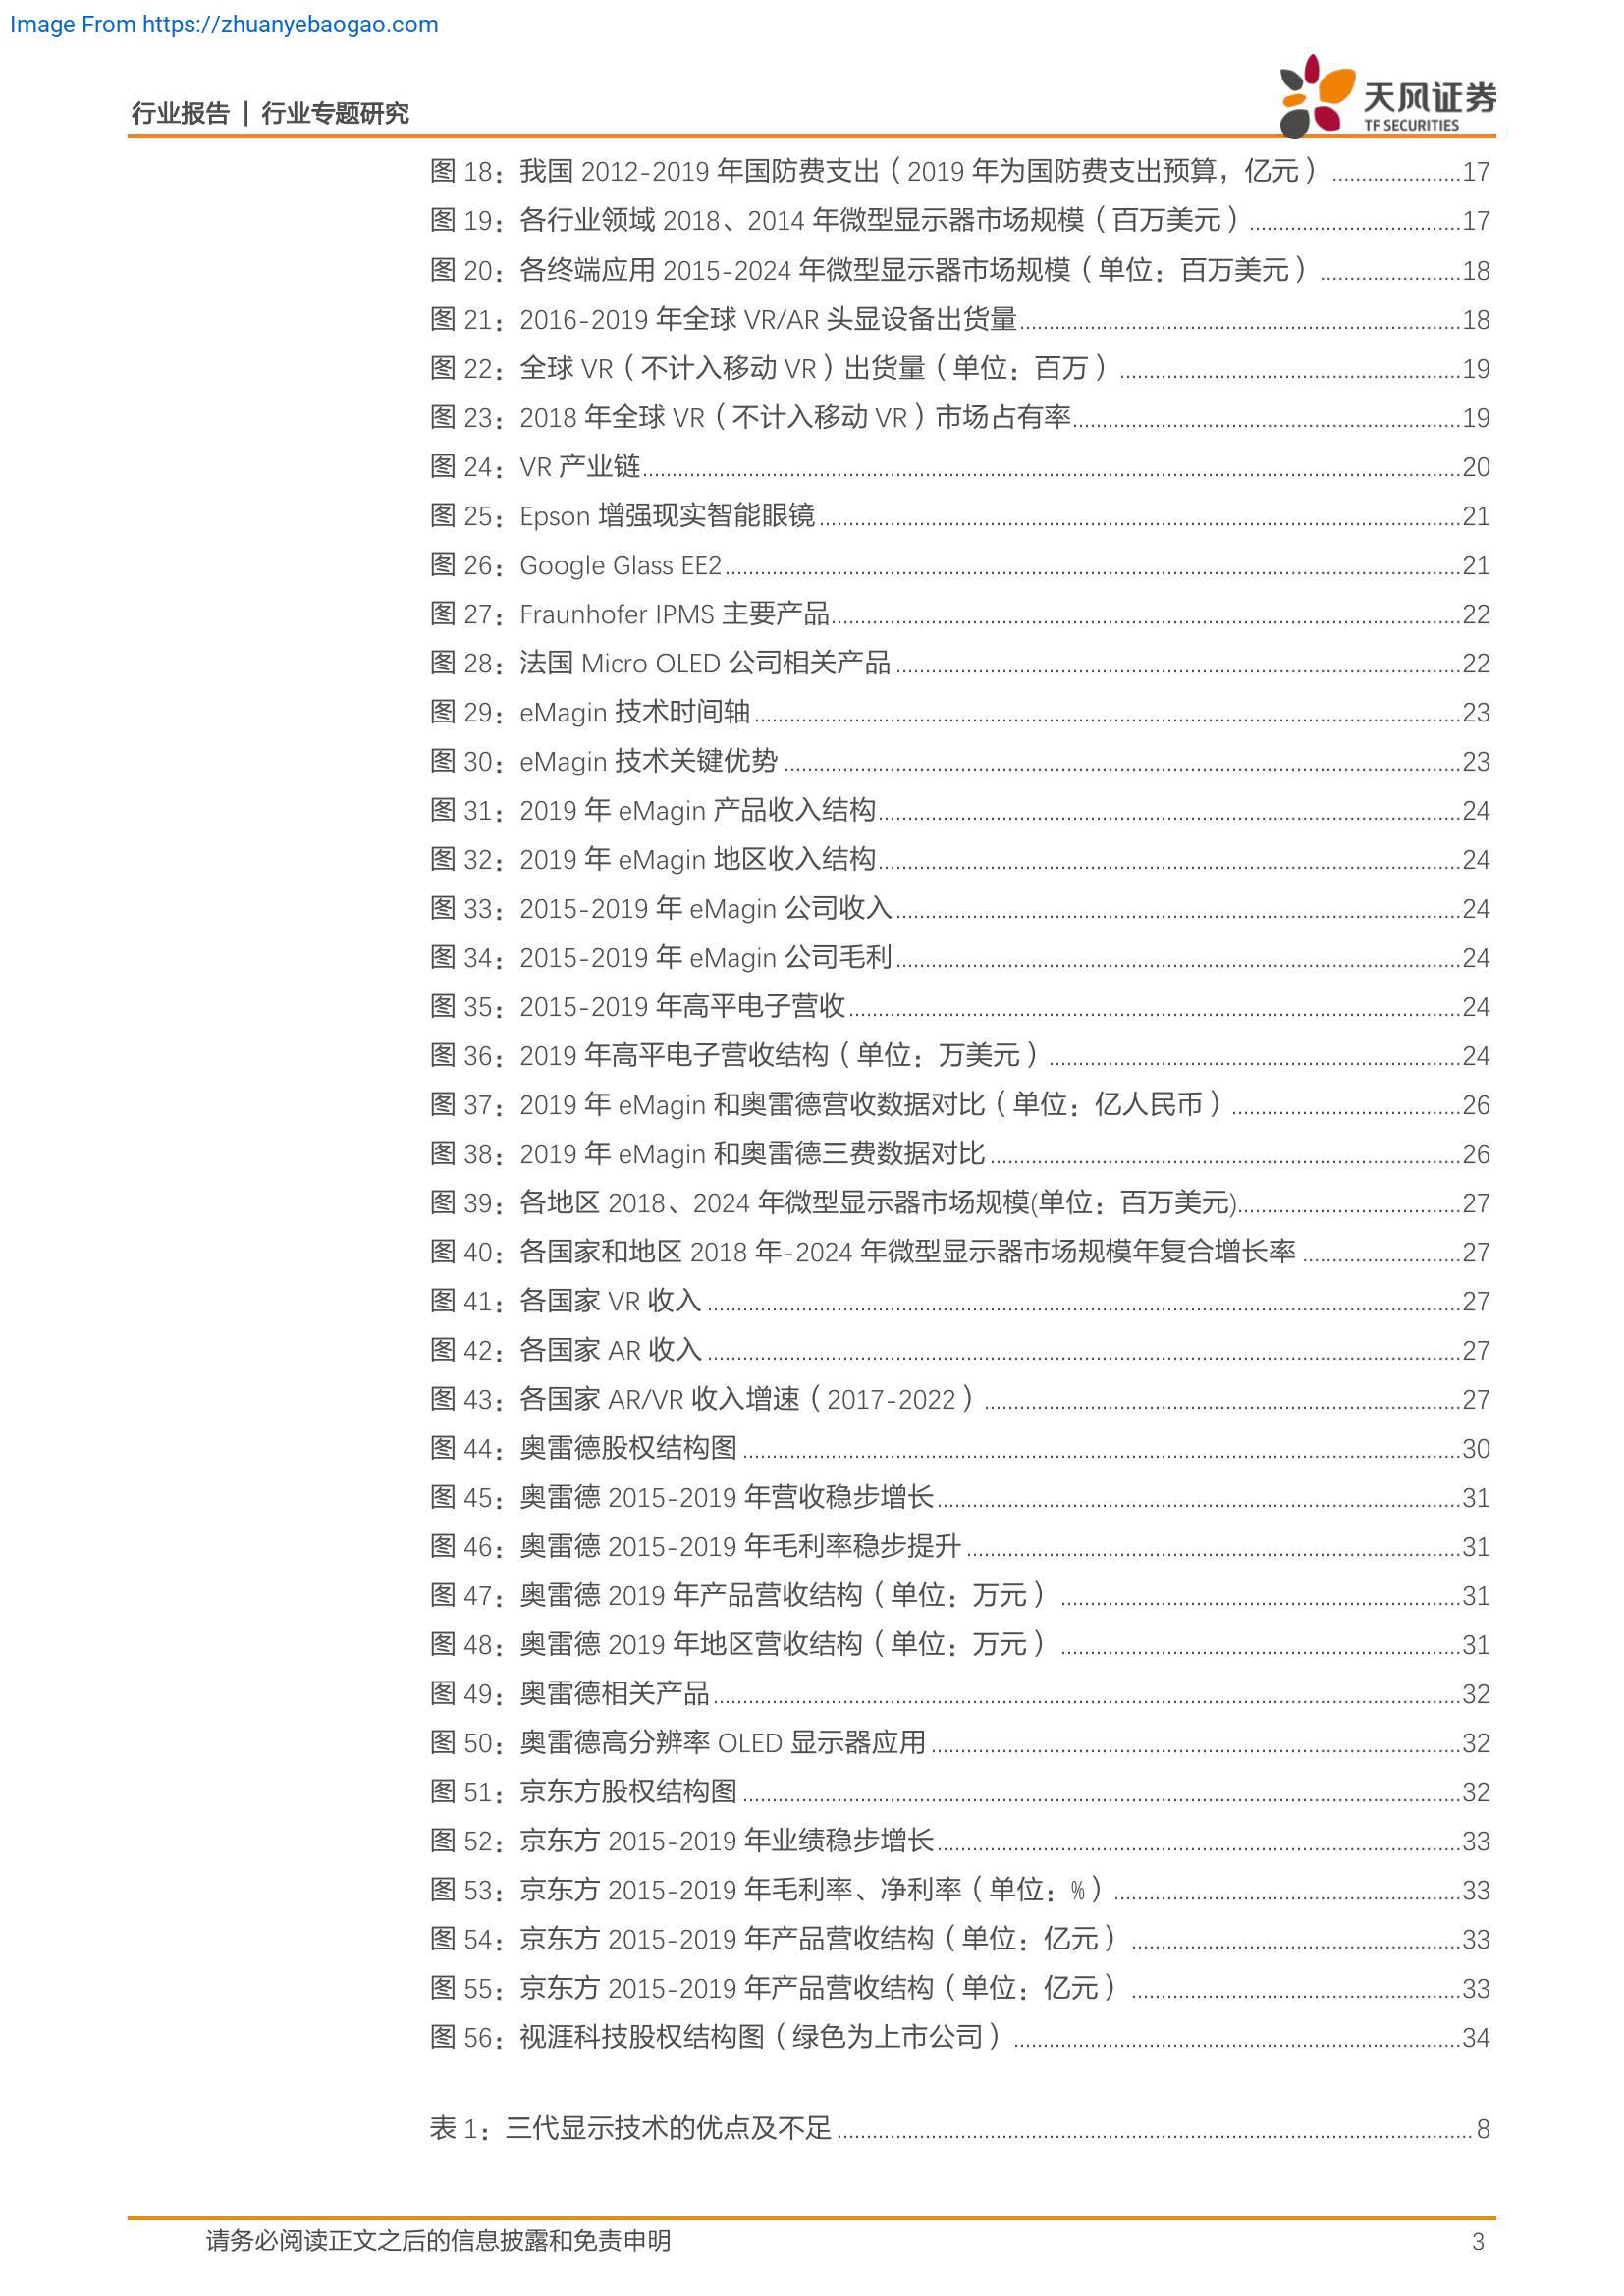 Image From https://zhuanyebaogao.com
行业报告 | 行业专题研究
天风证券
TF SECURITIES
图 18：我国 2012-2019 年国防费支出（2019 年为国防费支出预算，亿元）......................17
图 19：各行业领域 2018、2014 年微型显示器市场规模（百万美元）....................................17
图 20：各终端应用 2015-2024 年微型显示器市场规模（单位：百万美元）........................18
图 21：2016-2019 年全球 VR/AR 头显设备出货量............................................................................18
图 22：全球 VR（不计入移动 VR）出货量（单位：百万）..........................................................19
图 23：2018 年全球 VR（不计入移动 VR）市场占有率..................................................................19
图 24：VR 产业链............................................................................................................................................20
图 25：Epson 增强现实智能眼镜..............................................................................................................21
图 26：Google Glass EE2..............................................................................................................................21
图 27：Fraunhofer IPMS 主要产品...........................................................................................................22
图 28：法国 Micro OLED 公司相关产品.................................................................................................22
图 29：eMagin 技术时间轴.........................................................................................................................23
图 30：eMagin 技术关键优势....................................................................................................................23
图 31：2019 年 eMagin 产品收入结构....................................................................................................24
图 32：2019 年 eMagin 地区收入结构....................................................................................................24
图 33：2015-2019 年 eMagin 公司收入.................................................................................................24
图 34：2015-2019 年 eMagin 公司毛利.................................................................................................24
图 35：2015-2019 年高平电子营收.........................................................................................................24
图 36：2019 年高平电子营收结构（单位：万美元）......................................................................24
图 37：2019 年 eMagin 和奥雷德营收数据对比（单位：亿人民币）.......................................26
图 38：2019 年 eMagin 和奥雷德三费数据对比.................................................................................26
图 39：各地区 2018、2024 年微型显示器市场规模(单位：百万美元)......................................27
图 40：各国家和地区 2018 年-2024 年微型显示器市场规模年复合增长率...........................27
图 41：各国家 VR 收入.................................................................................................................................27
图 42：各国家 AR 收入.................................................................................................................................27
图 43：各国家 AR/VR 收入增速（2017-2022）.................................................................................27
图 44：奥雷德股权结构图...........................................................................................................................30
图 45：奥雷德 2015-2019 年营收稳步增长..........................................................................................31
图 46：奥雷德 2015-2019 年毛利率稳步提升.....................................................................................31
图 47：奥雷德 2019 年产品营收结构（单位：万元）....................................................................31
图 48：奥雷德 2019 年地区营收结构（单位：万元）....................................................................31
图 49：奥雷德相关产品................................................................................................................................32
图 50：奥雷德高分辨率 OLED 显示器应用...........................................................................................32
图 51：京东方股权结构图...........................................................................................................................32
图 52：京东方 2015-2019 年业绩稳步增长..........................................................................................33
图 53：京东方 2015-2019 年毛利率、净利率（单位：%）...........................................................33
图 54：京东方 2015-2019 年产品营收结构（单位：亿元）........................................................33
图 55：京东方 2015-2019 年产品营收结构（单位：亿元）........................................................33
图 56：视涯科技股权结构图（绿色为上市公司）............................................................................34
表 1：三代显示技术的优点及不足............................................................................................................. 8
请务必阅读正文之后的信息披露和免责申明
3